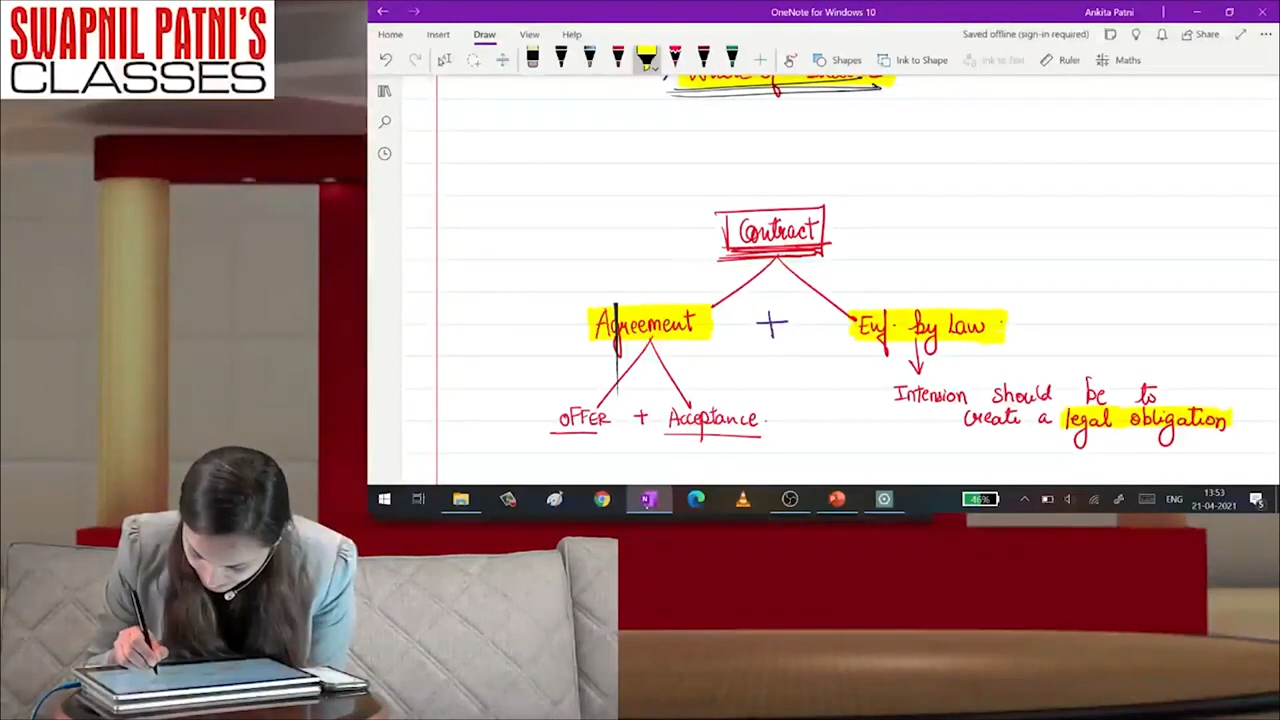 SWAPNIL PATNI'S
CLASSES
OneNote for Windows 10
Ankita Patni
Home Insert Draw View Help
Saved offline (sign-in required)
Share
Shapes
Ink to Shape
Ink to Text
Ruler
Maths
Contract
Agreement + Enf. by Law
OFFER + Acceptance
Intension should be to
create a legal obligation
46%
ENG
13:53
21-04-2021
5